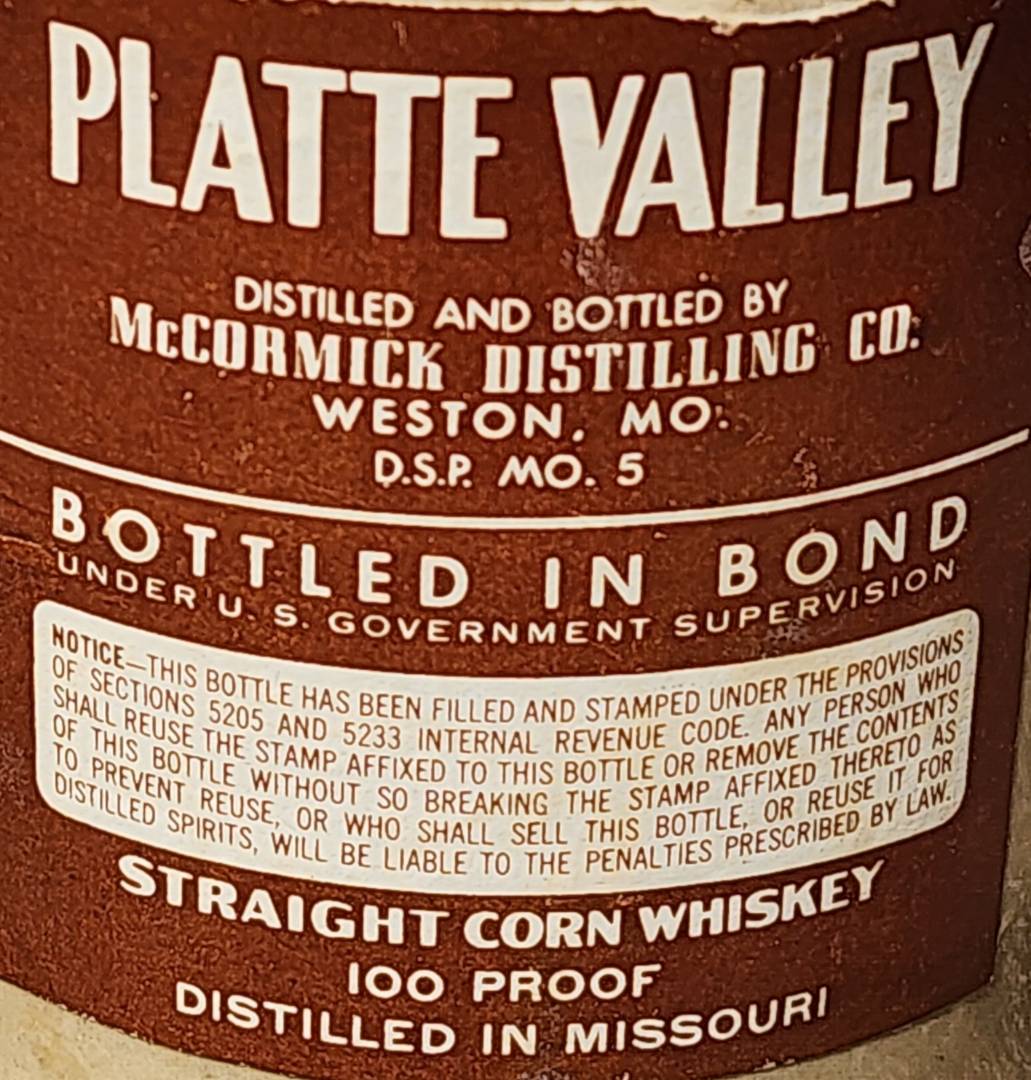 PLATTE VALLEY
DISTILLED AND BOTTLED BY
McCORMICK DISTILLING CO.
WESTON, MO.
D.S.P. MO. 5
BOTTLED IN BOND
UNDER U. S. GOVERNMENT SUPERVISION
NOTICE—THIS BOTTLE HAS BEEN FILLED AND STAMPED UNDER THE PROVISIONS
OF SECTIONS 5205 AND 5233 INTERNAL REVENUE CODE. ANY PERSON WHO
SHALL REUSE THE STAMP AFFIXED TO THIS BOTTLE OR REMOVE THE CONTENTS
OF THIS BOTTLE WITHOUT SO BREAKING THE STAMP AFFIXED THERETO AS
TO PREVENT REUSE, OR WHO SHALL SELL THIS BOTTLE, OR REUSE IT FOR
DISTILLED SPIRITS, WILL BE LIABLE TO THE PENALTIES PRESCRIBED BY LAW.
STRAIGHT CORN WHISKEY
100 PROOF
DISTILLED IN MISSOURI